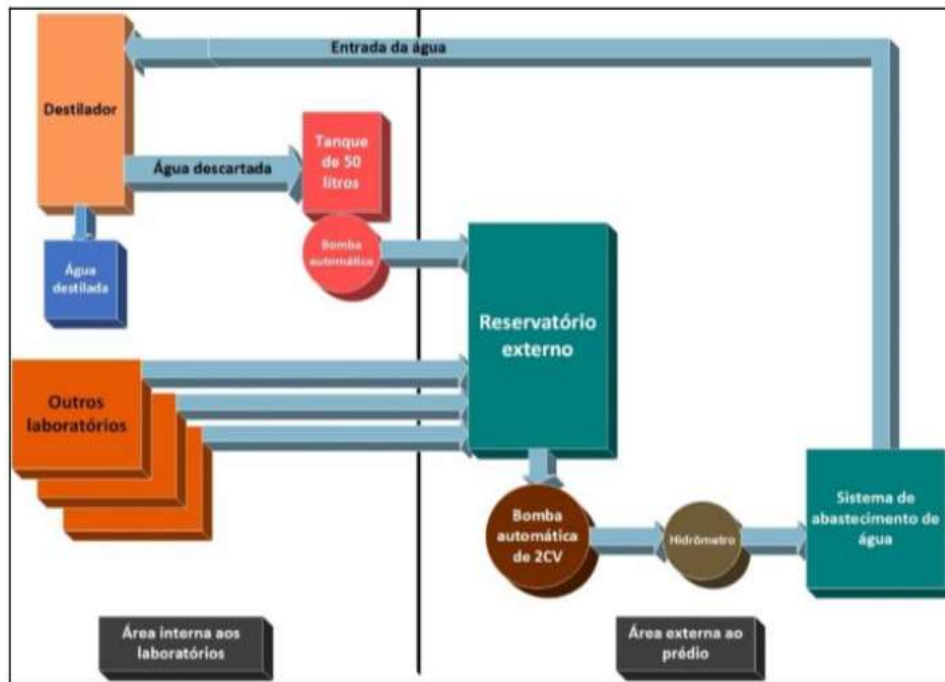 Entrada da água
Destilador
Água descartada
Tanque
de 50
litros
Bomba
automática
Água
destilada
Reservatório
externo
Outros
laboratórios
Bomba
automática
de 2CV
Hidrômetro
Sistema de
abastecimento de
água
Área interna aos
laboratórios
Área externa ao
prédio